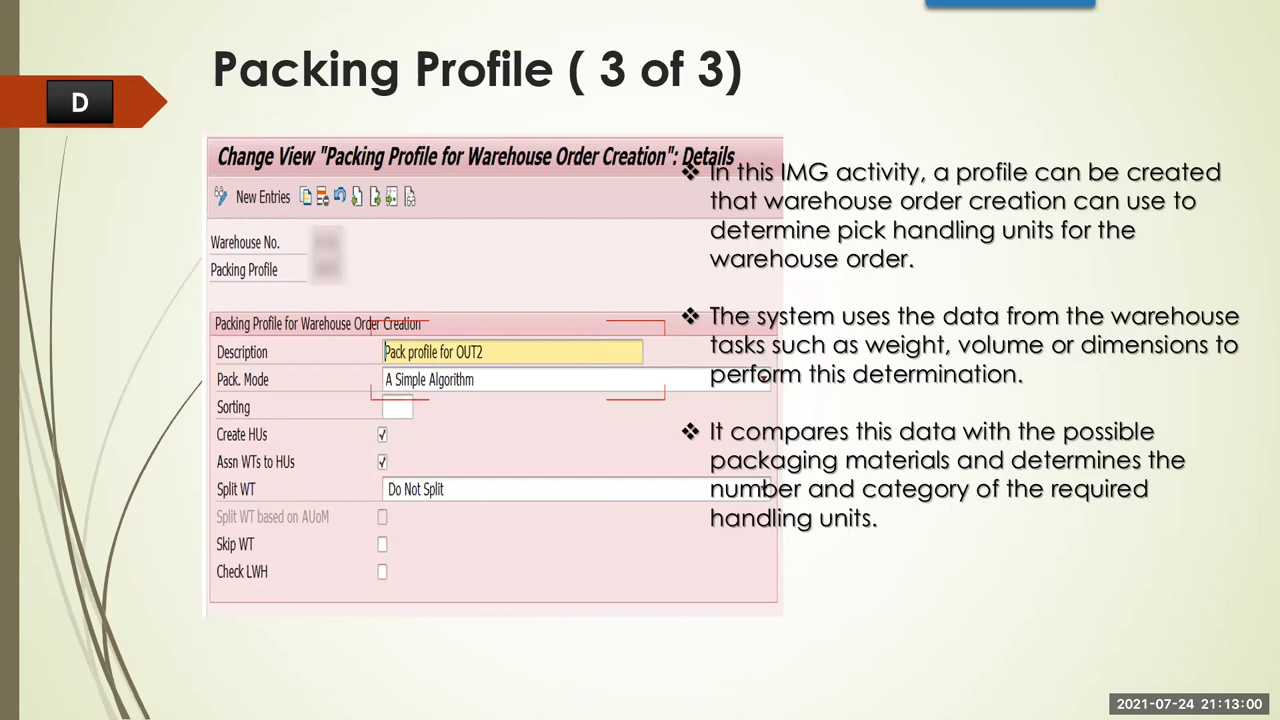 Packing Profile ( 3 of 3)
D
Change View "Packing Profile for Warehouse Order Creation": Details
New Entries
Warehouse No.
Packing Profile
Packing Profile for Warehouse Order Creation
Description Pack profile for OUT2
Pack. Mode A Simple Algorithm
Sorting
Create HUs
Assn WTs to HUs
Split WT Do Not Split
Split WT based on AUoM
Skip WT
Check LWH
❖ In this IMG activity, a profile can be created
that warehouse order creation can use to
determine pick handling units for the
warehouse order.
❖ The system uses the data from the warehouse
tasks such as weight, volume or dimensions to
perform this determination.
❖ It compares this data with the possible
packaging materials and determines the
number and category of the required
handling units.
2021-07-24 21:13:00